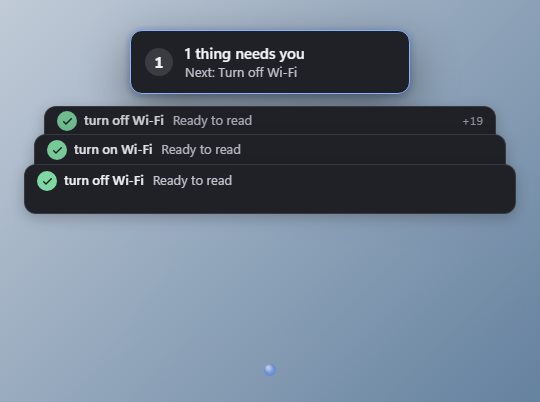 1
1 thing needs you
Next: Turn off Wi-Fi
turn off Wi-Fi Ready to read +19
turn on Wi-Fi Ready to read
turn off Wi-Fi Ready to read